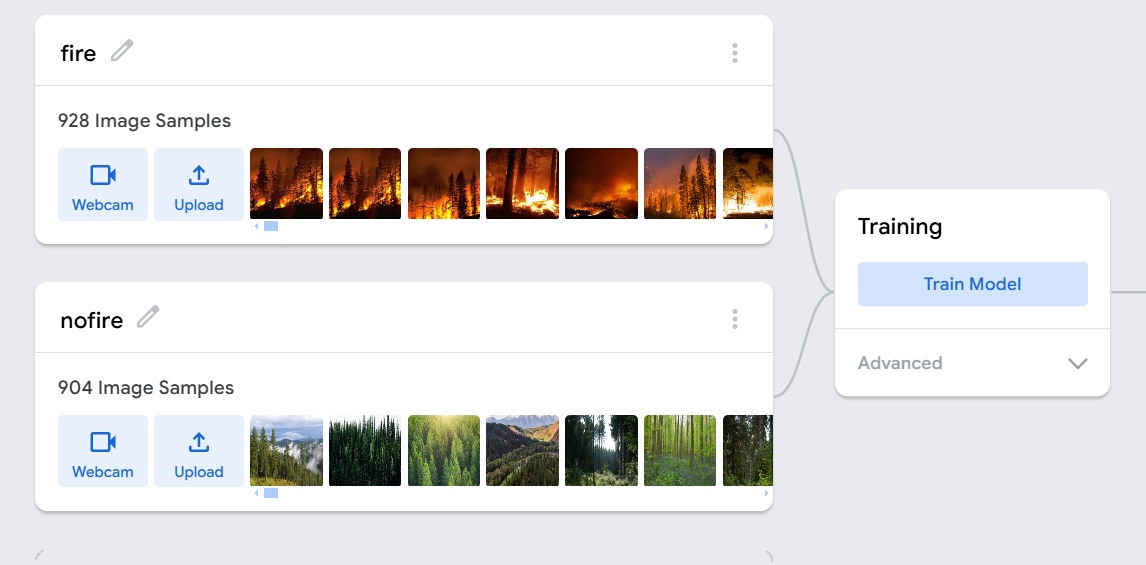 fire
928 Image Samples
Webcam
Upload
nofire
904 Image Samples
Webcam
Upload
Training
Train Model
Advanced